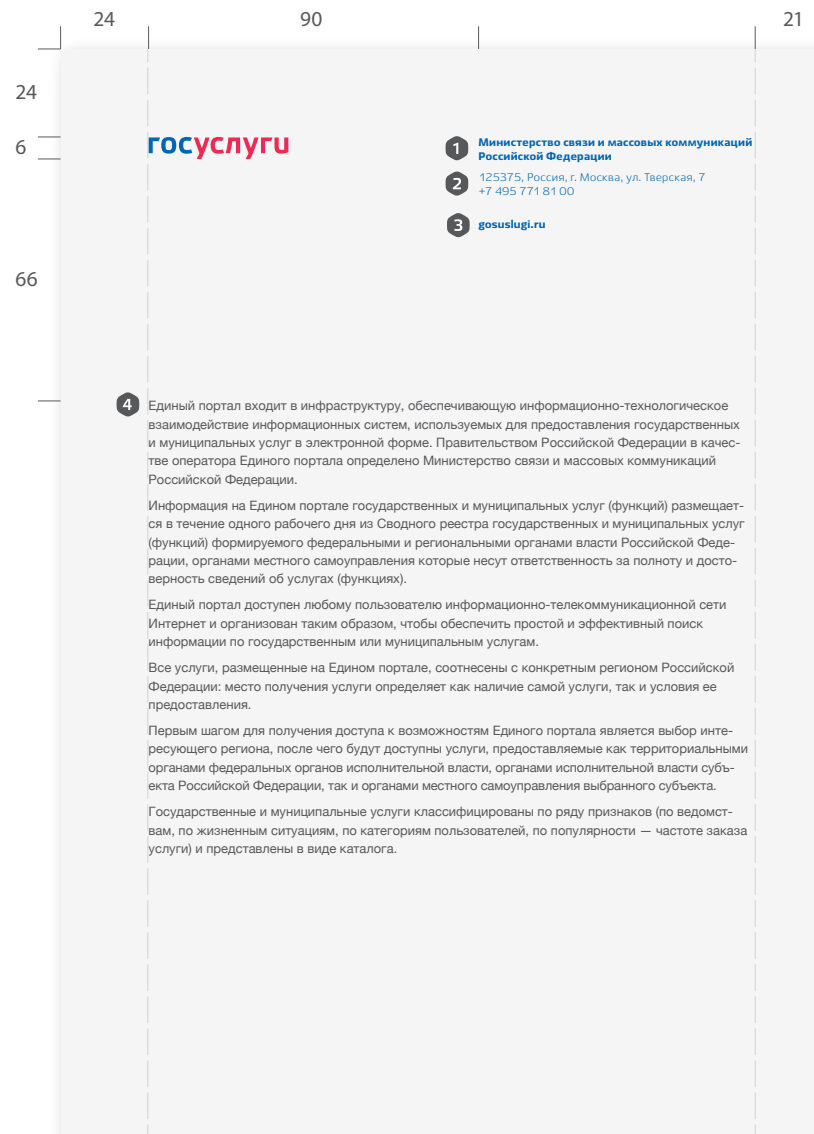 24 90 21
24
6
госуслуги
1 Министерство связи и массовых коммуникаций
Российской Федерации
2 125375, Россия, г. Москва, ул. Тверская, 7
+7 495 771 81 00
3 gosuslugi.ru
66
4 Единый портал входит в инфраструктуру, обеспечивающую информационно-технологическое
взаимодействие информационных систем, используемых для предоставления государственных
и муниципальных услуг в электронной форме. Правительством Российской Федерации в качес-
тве оператора Единого портала определено Министерство связи и массовых коммуникаций
Российской Федерации.
Информация на Едином портале государственных и муниципальных услуг (функций) размещает-
ся в течение одного рабочего дня из Сводного реестра государственных и муниципальных услуг
(функций) формируемого федеральными и региональными органами власти Российской Феде-
рации, органами местного самоуправления которые несут ответственность за полноту и досто-
верность сведений об услугах (функциях).
Единый портал доступен любому пользователю информационно-телекоммуникационной сети
Интернет и организован таким образом, чтобы обеспечить простой и эффективный поиск
информации по государственным или муниципальным услугам.
Все услуги, размещенные на Едином портале, соотнесены с конкретным регионом Российской
Федерации: место получения услуги определяет как наличие самой услуги, так и условия ее
предоставления.
Первым шагом для получения доступа к возможностям Единого портала является выбор инте-
ресующего региона, после чего будут доступны услуги, предоставляемые как территориальными
органами федеральных органов исполнительной власти, органами исполнительной власти субъ-
екта Российской Федерации, так и органами местного самоуправления выбранного субъекта.
Государственные и муниципальные услуги классифицированы по ряду признаков (по ведомст-
вам, по жизненным ситуациям, по категориям пользователей, по популярности — частоте заказа
услуги) и представлены в виде каталога.